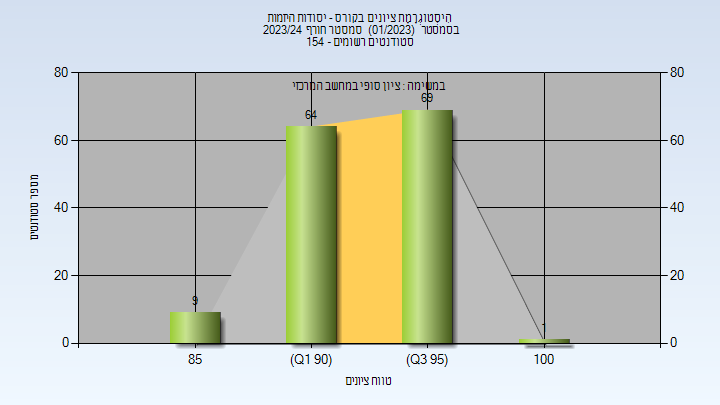 היסטוגרמת ציונים בקורס - יסודות היזמות
בסמסטר (01/2023) סמסטר חורף 2023/24
סטודנטים רשומים - 154
במשימה : ציון סופי במחשב המרכזי
80 80
60 60
40 40
20 20
0 0
9
64
69
1
מספר סטודנטים
85 (Q1 90) (Q3 95) 100
טווח ציונים